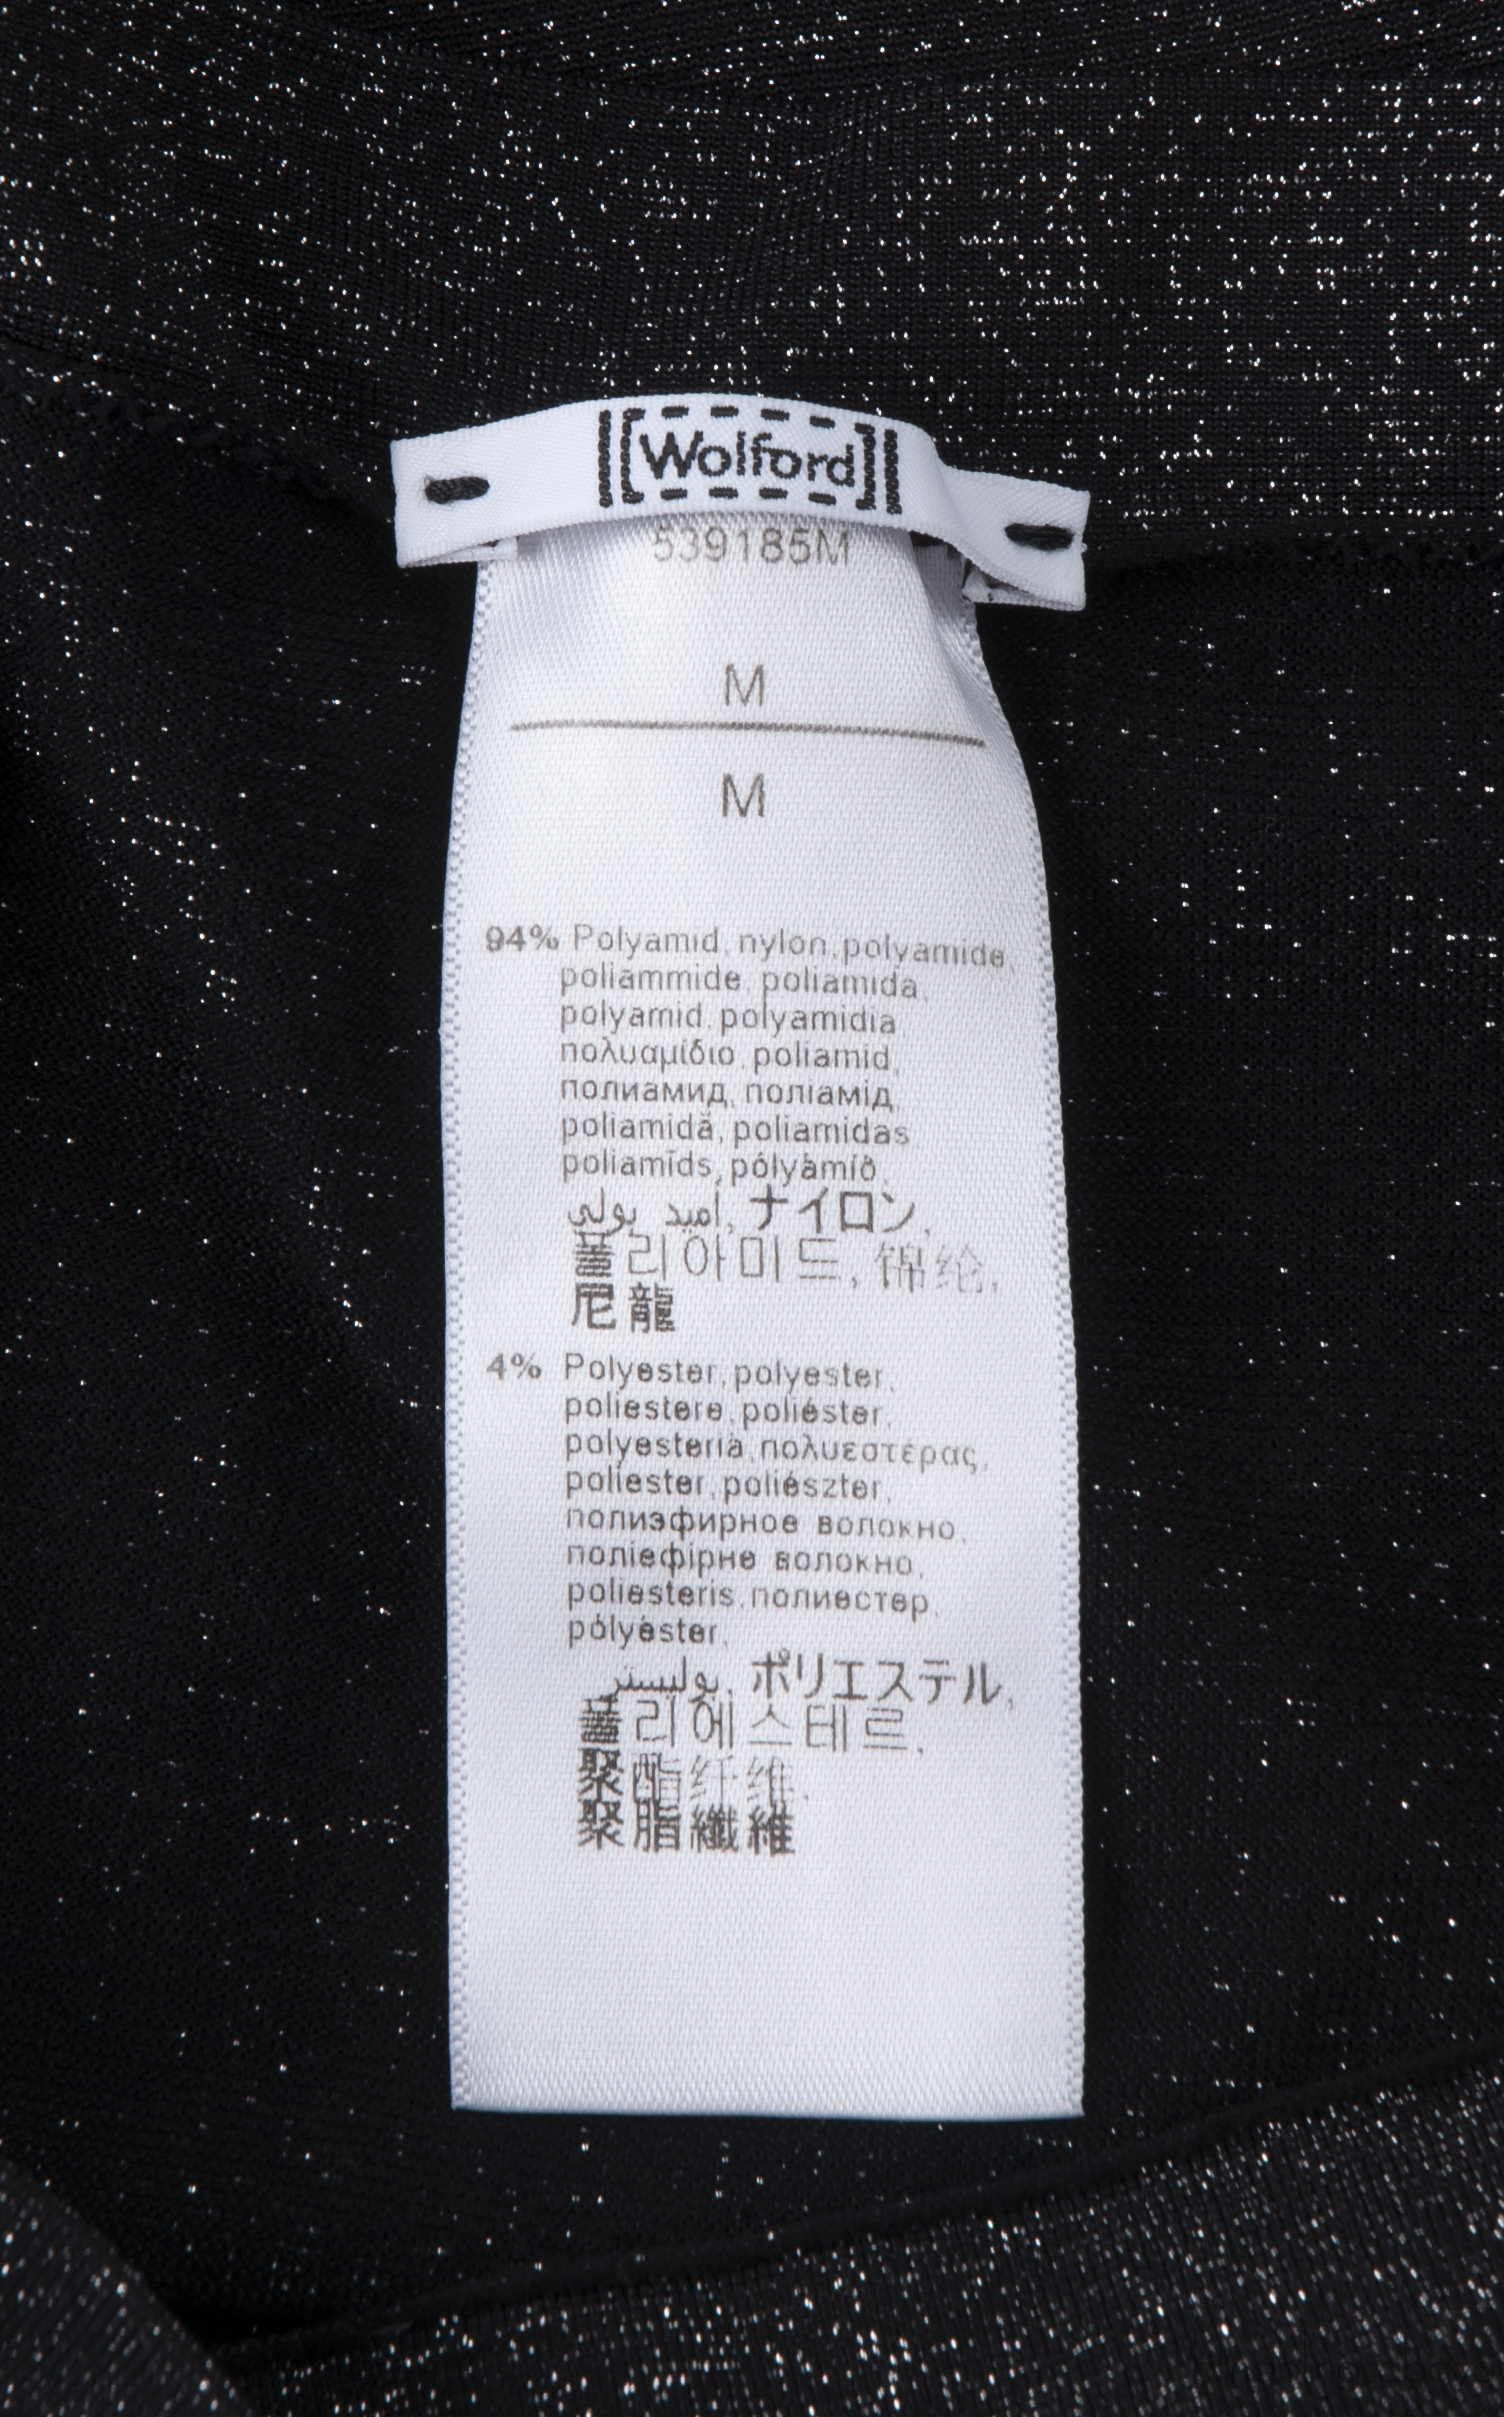 Wolford
539185M
M
M
94% Polyamid, nylon, polyamide,
poliammide, poliamida,
polyamid, polyamidia
πολυαμίδιο, poliamid,
полиамид, поліамід,
poliamidă, poliamidas
poliamīds, pólýamíð,
اميد بولي, ナイロン,
폴리아미드, 锦纶,
尼龍
4% Polyester, polyester,
poliestere, poliéster,
polyesteria, πολυεστέρας,
poliester, poliészter,
полиэфирное волокно,
поліефірне волокно,
poliesteris, полиестер,
pólýester,
بوليستر, ポリエステル,
폴리에스테르,
聚酯纤维,
聚脂纖維